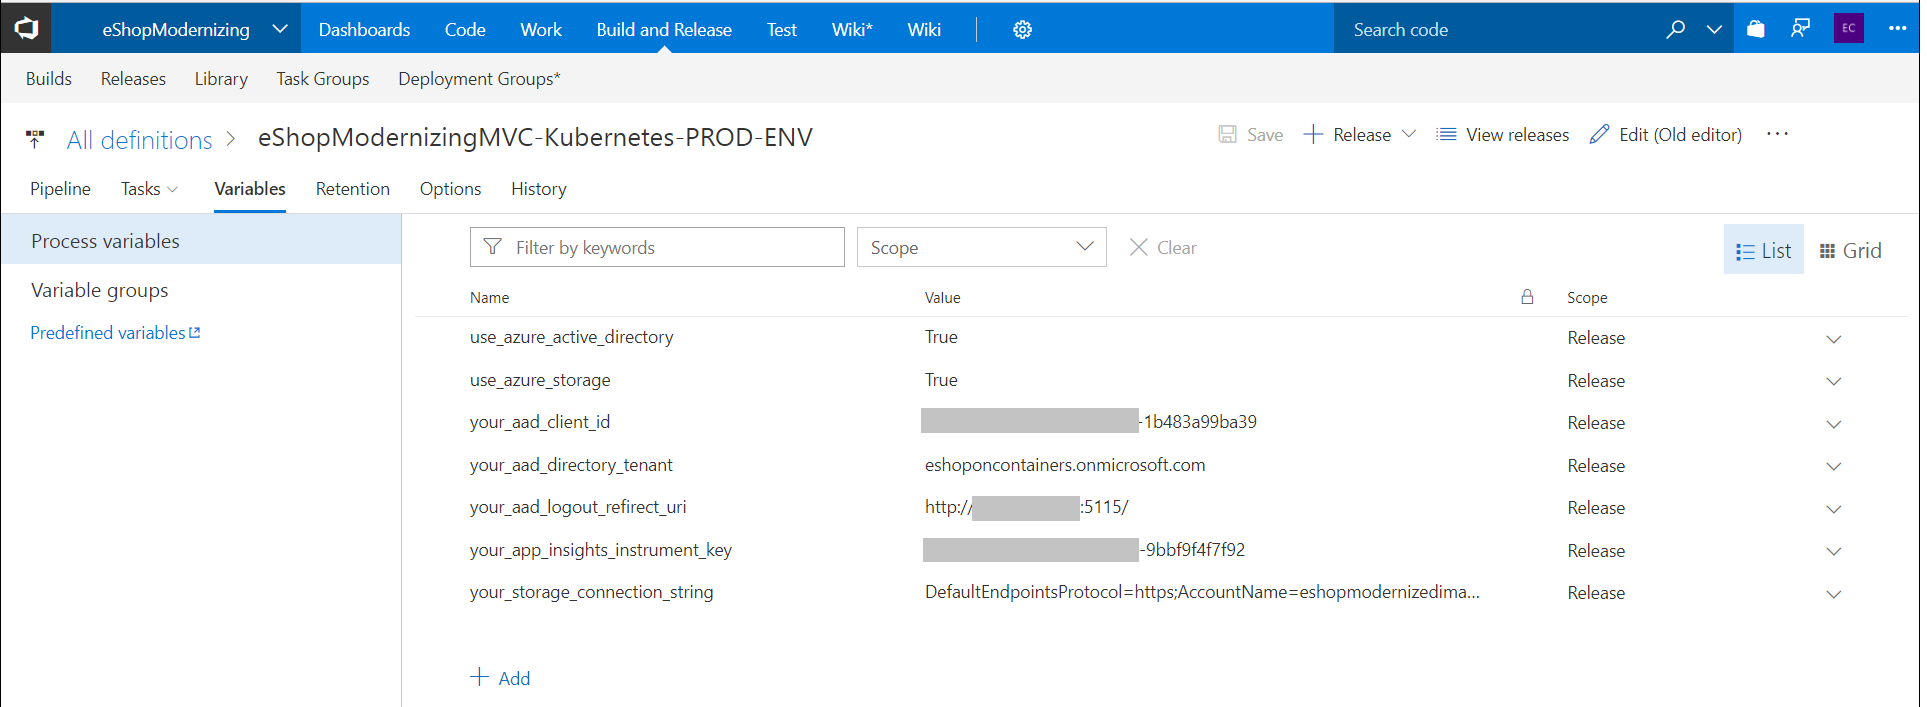 eShopModernizing Dashboards Code Work Build and Release Test Wiki* Wiki Search code EC
Builds Releases Library Task Groups Deployment Groups*
All definitions > eShopModernizingMVC-Kubernetes-PROD-ENV Save Release View releases Edit (Old editor) ...
Pipeline Tasks Variables Retention Options History
Process variables
Variable groups
Predefined variables
Filter by keywords Scope Clear List Grid
Name Value Scope
use_azure_active_directory True Release
use_azure_storage True Release
your_aad_client_id -1b483a99ba39 Release
your_aad_directory_tenant eshoponcontainers.onmicrosoft.com Release
your_aad_logout_refirect_uri http:// :5115/ Release
your_app_insights_instrument_key -9bbf9f4f7f92 Release
your_storage_connection_string DefaultEndpointsProtocol=https;AccountName=eshopmodernizedima... Release
Add